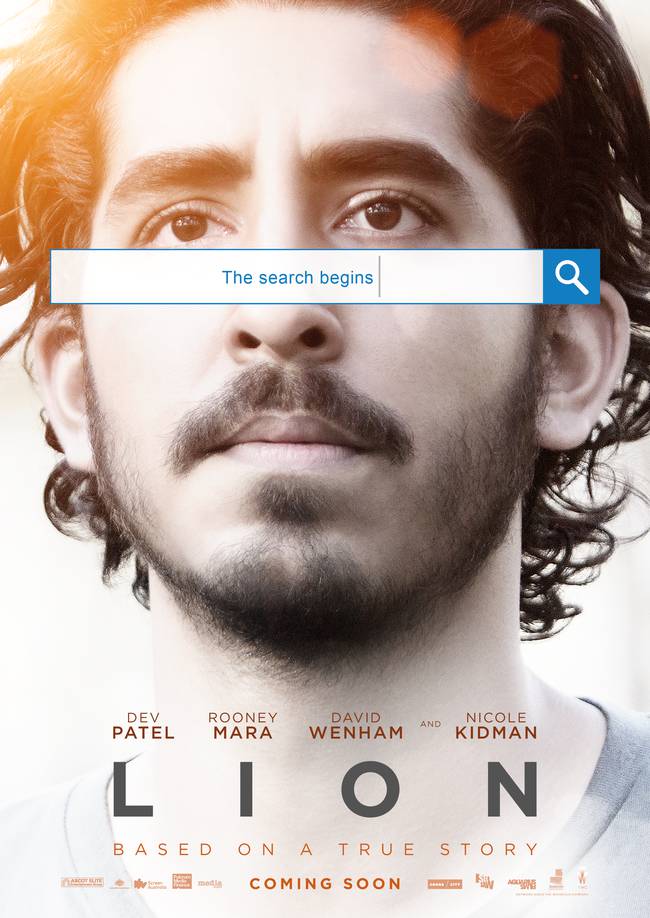 The search begins
DEV PATEL
ROONEY MARA
DAVID WENHAM
AND
NICOLE KIDMAN
LION
BASED ON A TRUE STORY
COMING SOON